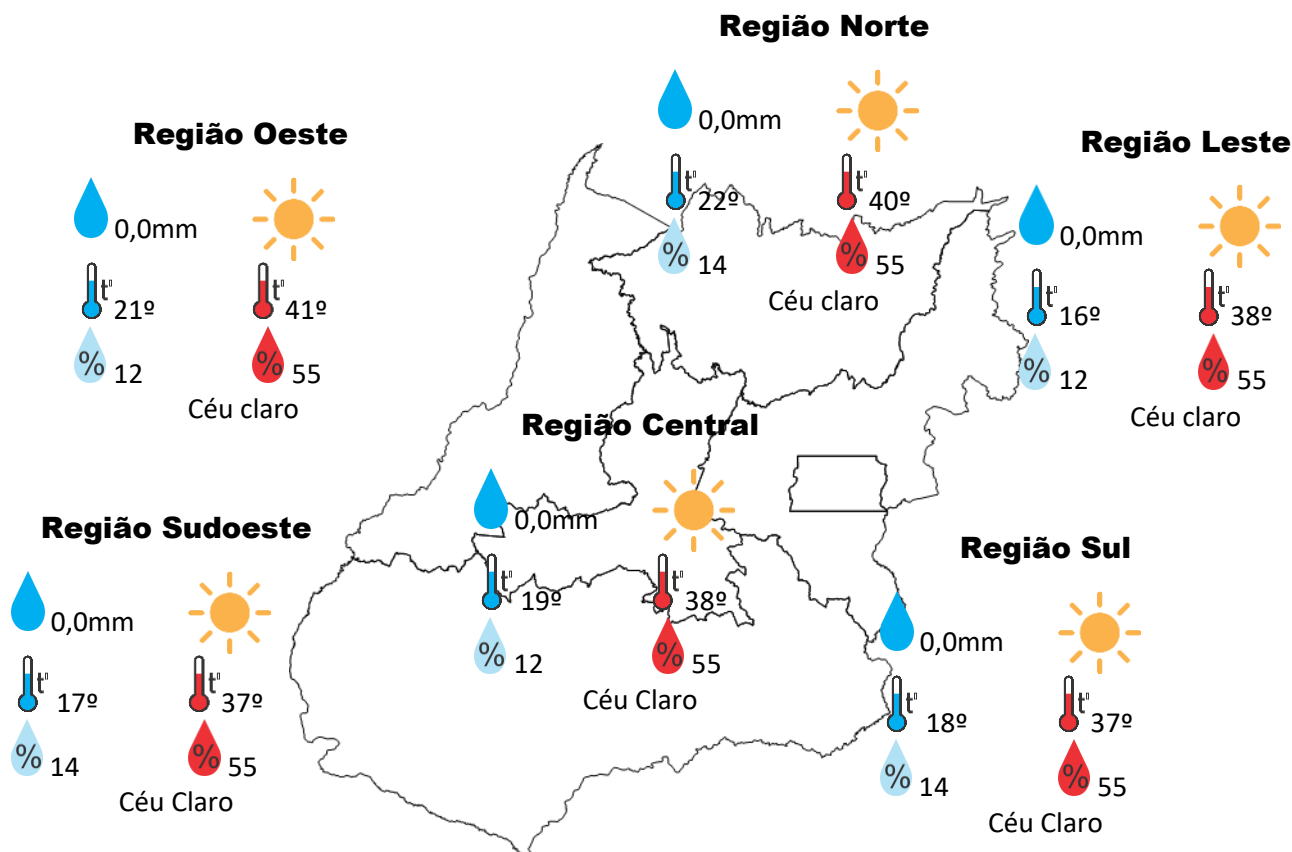 Região Norte
0,0mm
t°
22º
t°
40º
%
14
%
55
Céu claro
Região Oeste
0,0mm
t°
21º
t°
41º
%
12
%
55
Céu claro
Região Leste
0,0mm
t°
16º
t°
38º
%
12
%
55
Céu claro
Região Central
0,0mm
t°
19º
t°
38º
%
12
%
55
Céu Claro
Região Sudoeste
0,0mm
t°
17º
t°
37º
%
14
%
55
Céu Claro
Região Sul
0,0mm
t°
18º
t°
37º
%
14
%
55
Céu Claro